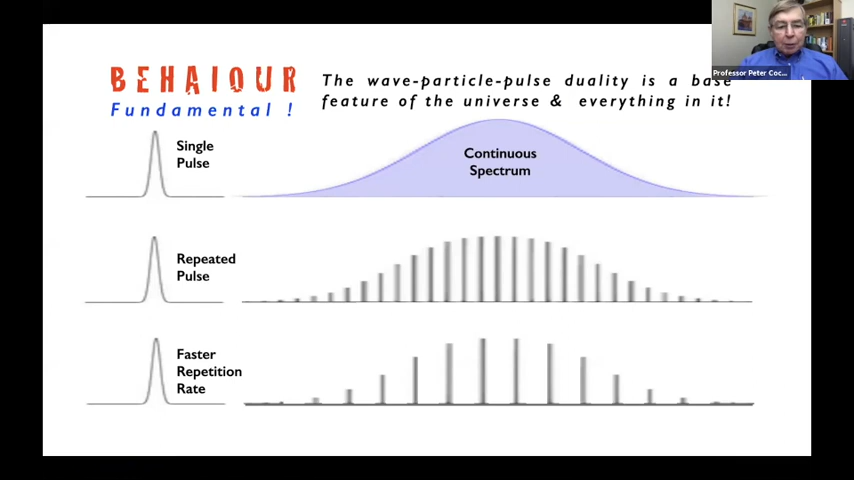 Professor Peter Coc...
BEHAIOUR
Fundamental !
The wave-particle-pulse duality is a base
feature of the universe & everything in it!
Single
Pulse
Continuous
Spectrum
Repeated
Pulse
Faster
Repetition
Rate